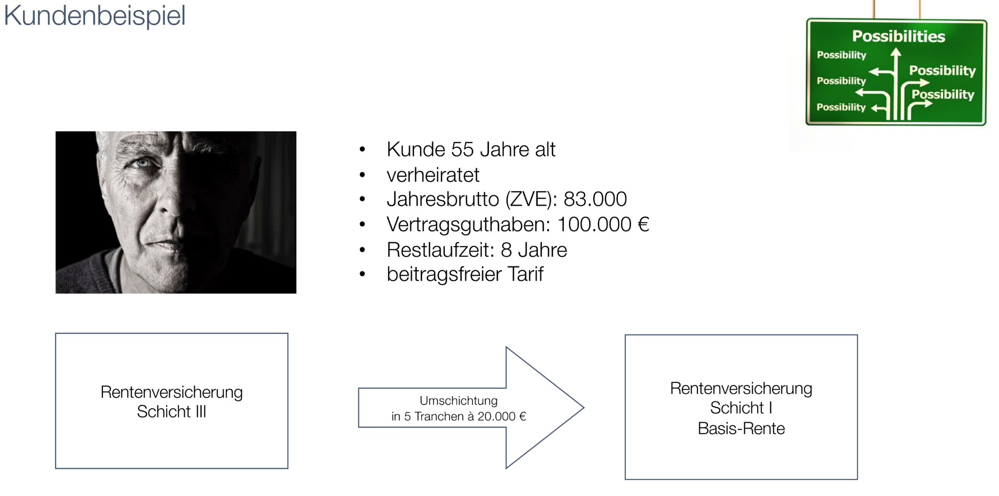 Kundenbeispiel
Possibilities
Possibility
Possibility
Possibility
Possibility
Possibility
• Kunde 55 Jahre alt
• verheiratet
• Jahresbrutto (ZVE): 83.000
• Vertragsguthaben: 100.000 €
• Restlaufzeit: 8 Jahre
• beitragsfreier Tarif
Rentenversicherung
Schicht III
Umschichtung
in 5 Tranchen à 20.000 €
Rentenversicherung
Schicht I
Basis-Rente